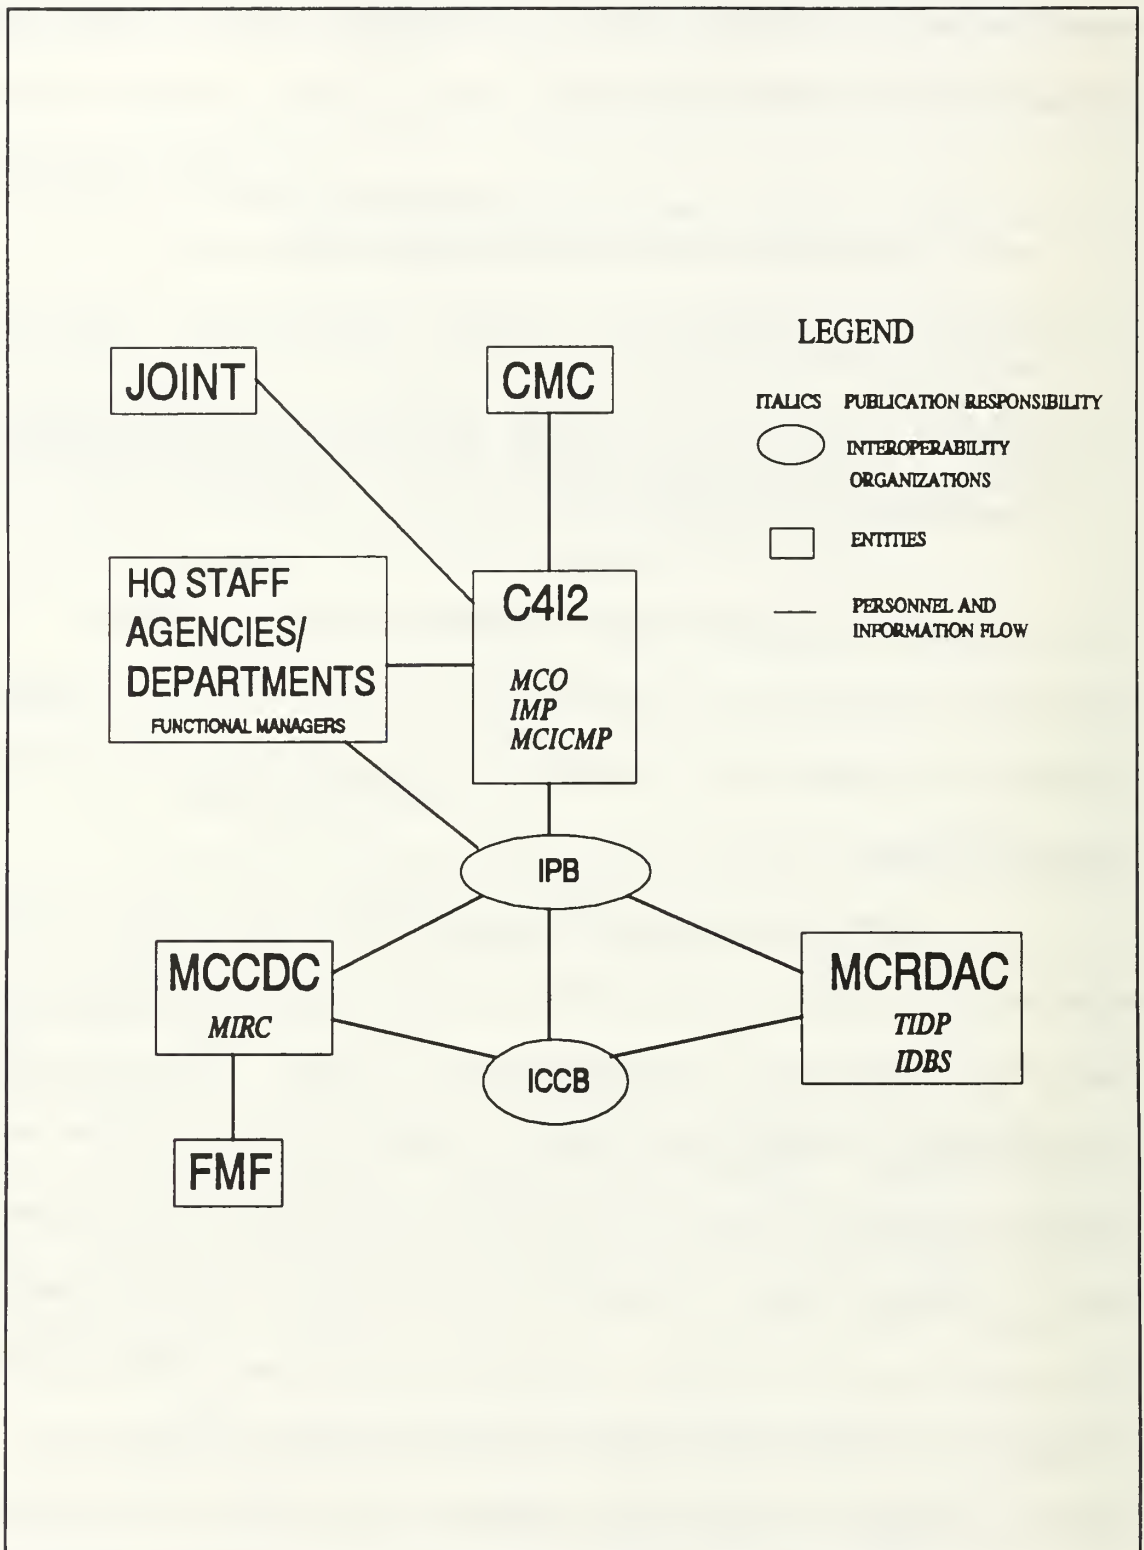 LEGEND
JOINT
CMC
ITALICS PUBLICATION RESPONSIBILITY
INTEROPERABILITY
ORGANIZATIONS
ENTITIES
PERSONNEL AND
INFORMATION FLOW
HQ STAFF
AGENCIES/
DEPARTMENTS
FUNCTIONAL MANAGERS
C4I2
MCO
IMP
MCICMP
IPB
MCCDC
MIRC
MCRDAC
TIDP
IDBS
ICCB
FMF